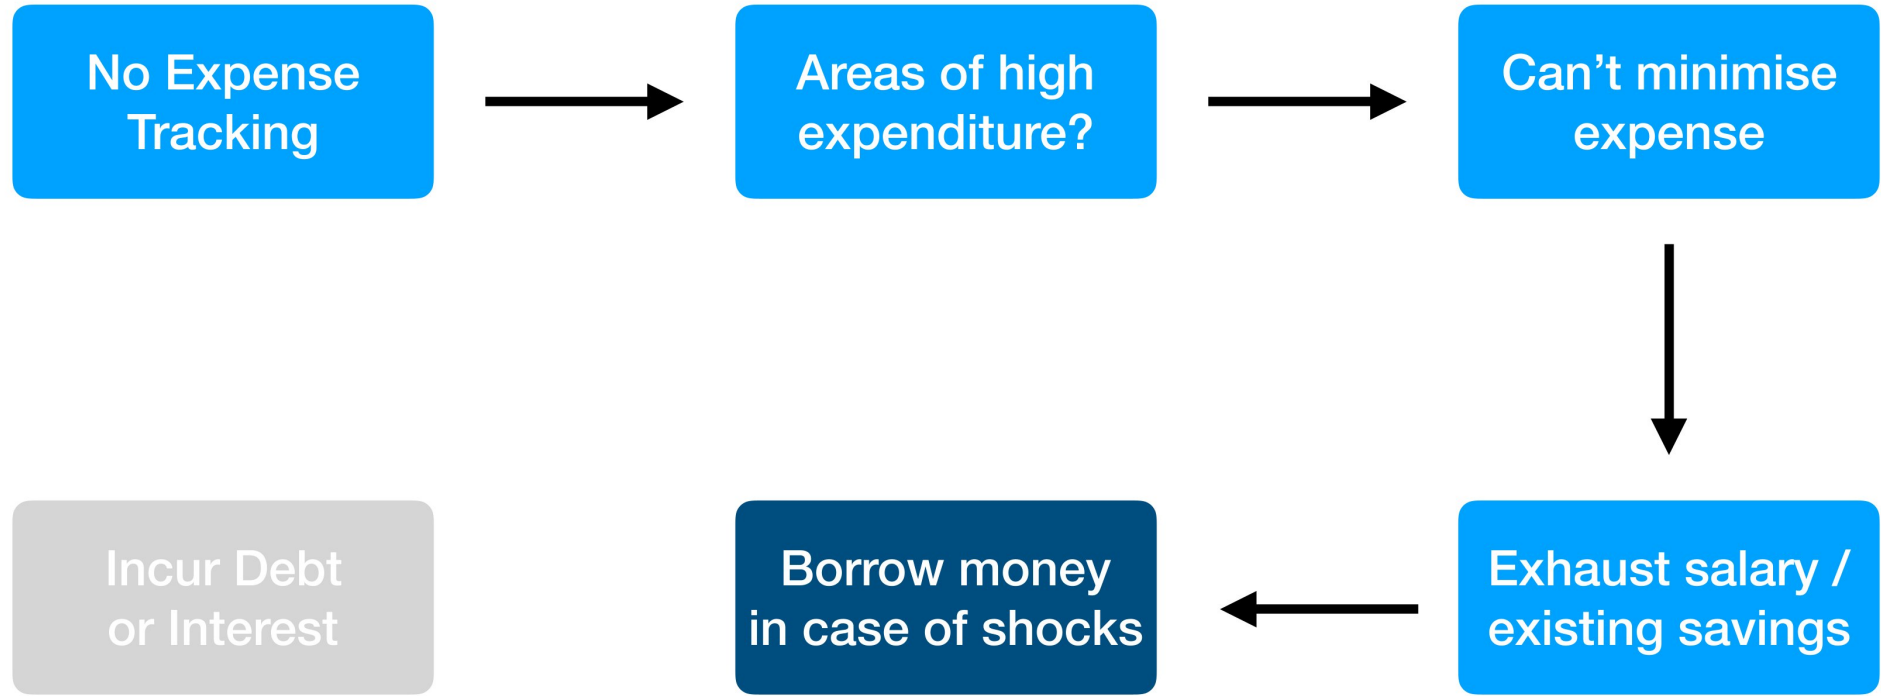 No Expense
Tracking
Areas of high
expenditure?
Can’t minimise
expense
Incur Debt
or Interest
Borrow money
in case of shocks
Exhaust salary /
existing savings